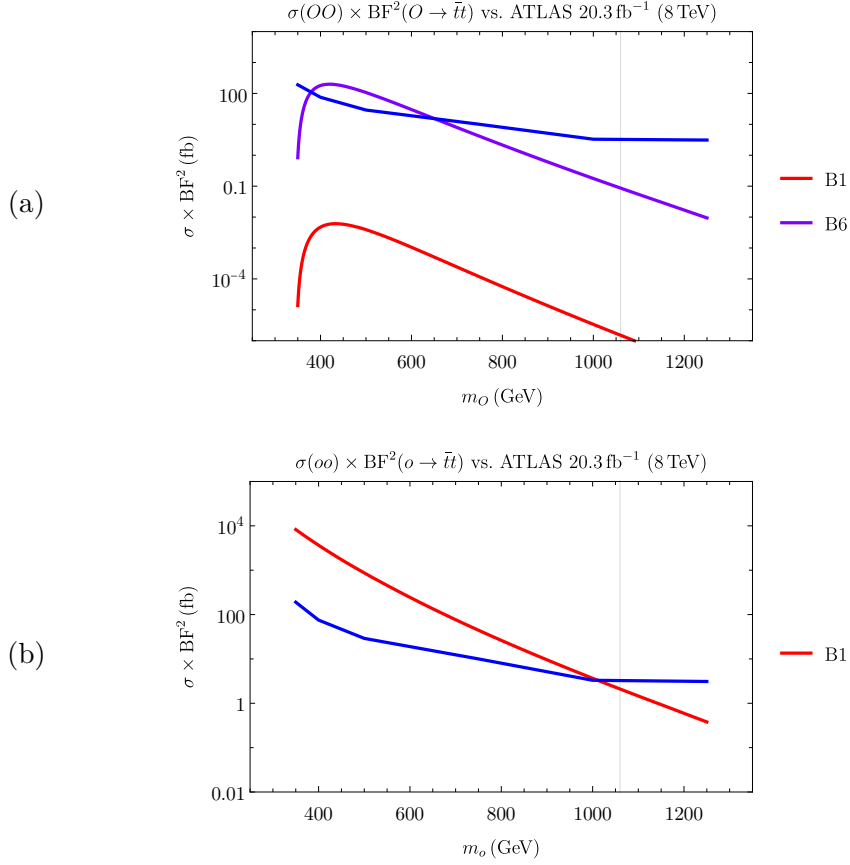 σ(OO) × BF²(O → t̄t) vs. ATLAS 20.3 fb⁻¹ (8 TeV)
(a)
σ × BF² (fb)
100
0.1
10⁻⁴
400 600 800 1000 1200
m_O (GeV)
B1
B6
σ(oo) × BF²(o → t̄t) vs. ATLAS 20.3 fb⁻¹ (8 TeV)
(b)
σ × BF² (fb)
10⁴
100
1
0.01
400 600 800 1000 1200
m_o (GeV)
B1